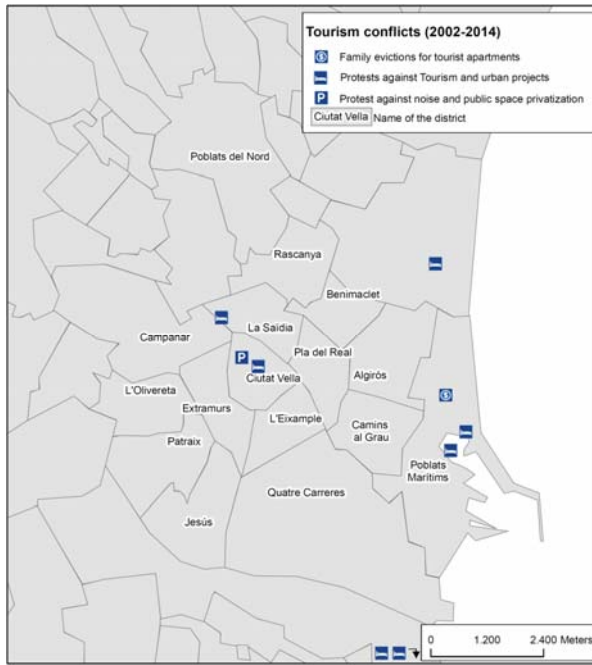 Tourism conflicts (2002-2014)
Family evictions for tourist apartments
Protests against Tourism and urban projects
P
Protest against noise and public space privatization
Ciutat Vella
Name of the district
Poblats del Nord
Rascanya
Benimaclet
La Saïdia
Campanar
Pla del Real
P
Ciutat Vella
Algirós
L'Olivereta
Extramurs
L'Eixample
Camins
al Grau
Patraix
Poblats
Marítims
Quatre Carreres
Jesús
0 1.200 2.400 Meters